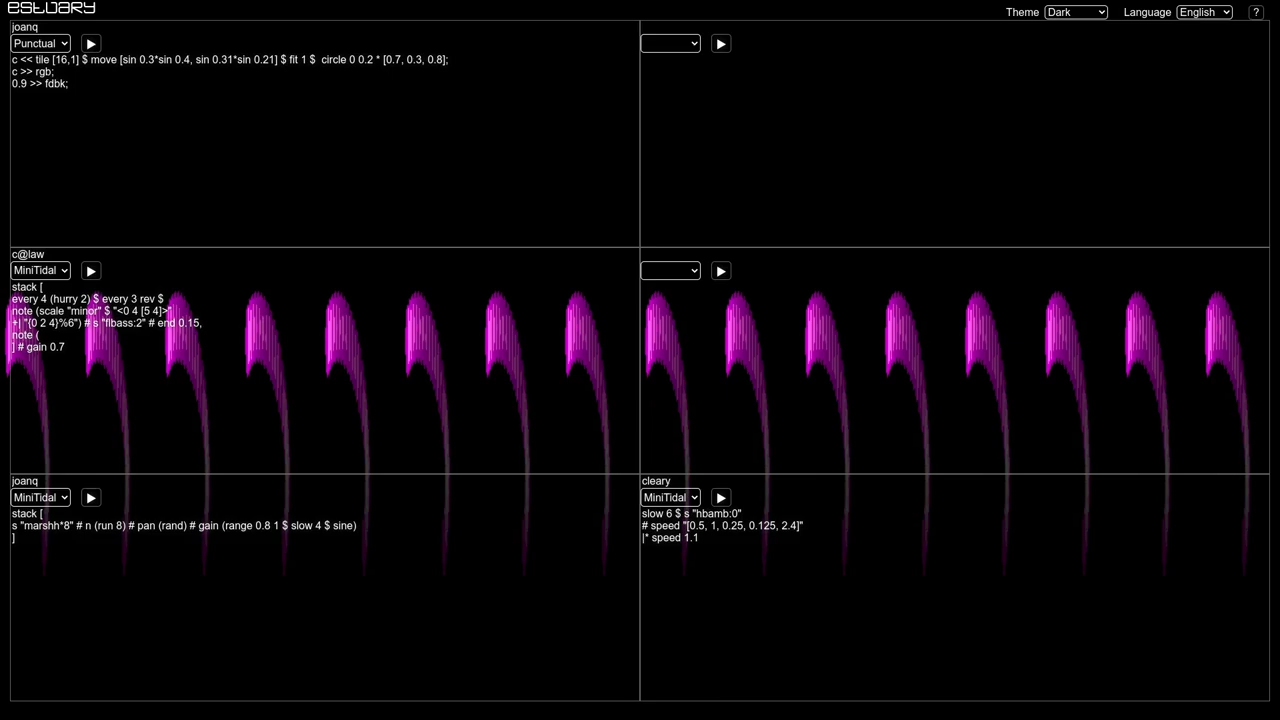 estuary
Theme Dark Language English ?
joanq
Punctual
c << tile [16,1] $ move [sin 0.3*sin 0.4, sin 0.31*sin 0.21] $ fit 1 $  circle 0 0.2 * [0.7, 0.3, 0.8];
c >> rgb;
0.9 >> fdbk;
c@law
MiniTidal
stack [
every 4 (hurry 2) $ every 3 rev $
note (scale "minor" $ "<0 4 [5 4]>"
+| "{0 2 4}%6") # s "flbass:2" # end 0.15,
note (
] # gain 0.7
joanq
MiniTidal
stack [
s "marshh*8" # n (run 8) # pan (rand) # gain (range 0.8 1 $ slow 4 $ sine)
]
cleary
MiniTidal
slow 6 $ s "hbamb:0"
# speed "[0.5, 1, 0.25, 0.125, 2.4]"
|* speed 1.1